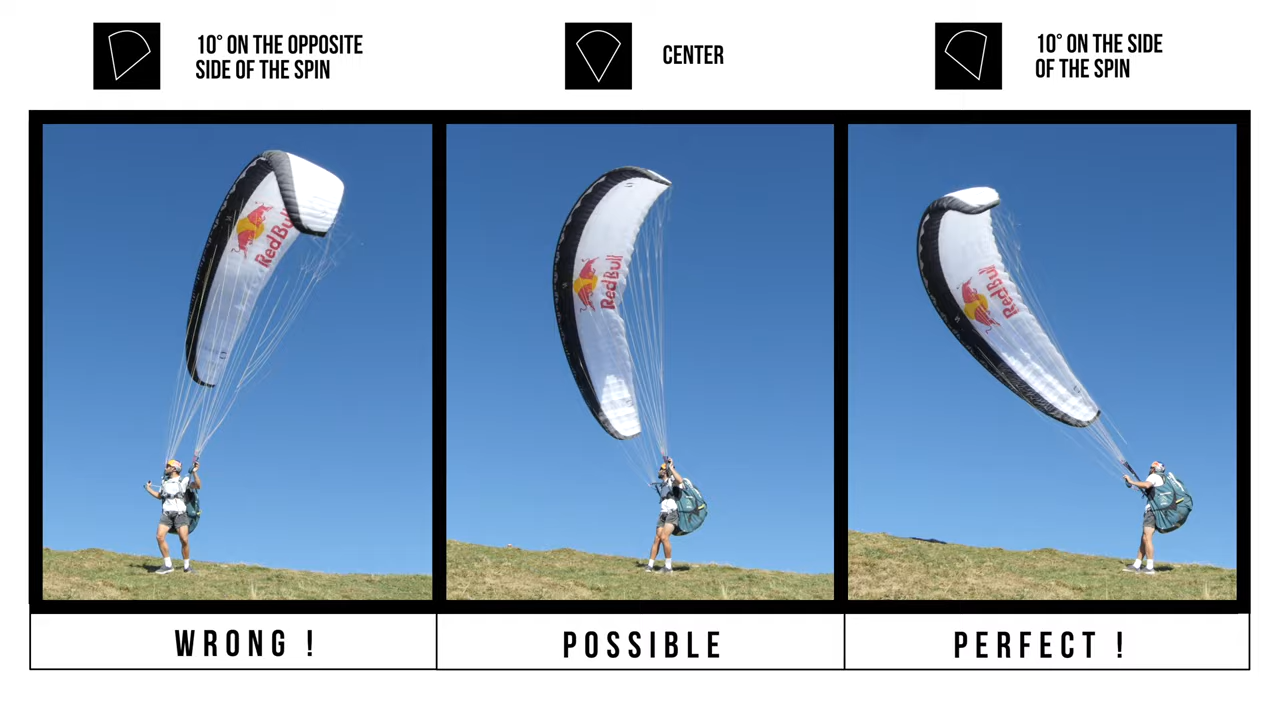 10° ON THE OPPOSITE
SIDE OF THE SPIN
CENTER
10° ON THE SIDE
OF THE SPIN
Red Bull
Red Bull
Red Bull
WRONG !
POSSIBLE
PERFECT !